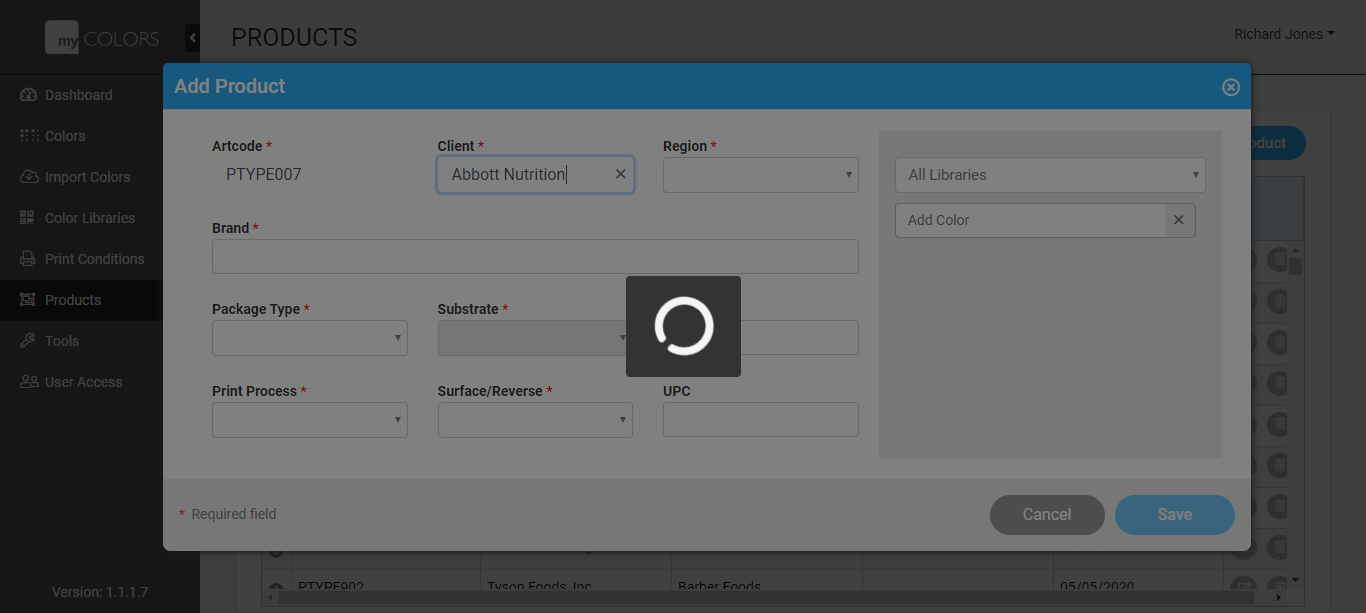 my COLORS
PRODUCTS
Richard Jones
Dashboard
Colors
Import Colors
Color Libraries
Print Conditions
Products
Tools
User Access
Version: 1.1.1.7
Add Product
Artcode *
PTYPE007
Client *
Abbott Nutrition
Region *
Brand *
Package Type *
Substrate *
Print Process *
Surface/Reverse *
UPC
All Libraries
Add Color
* Required field
Cancel
Save
PTYPE902 Tyson Foods, Inc. Barber Foods 05/05/2020